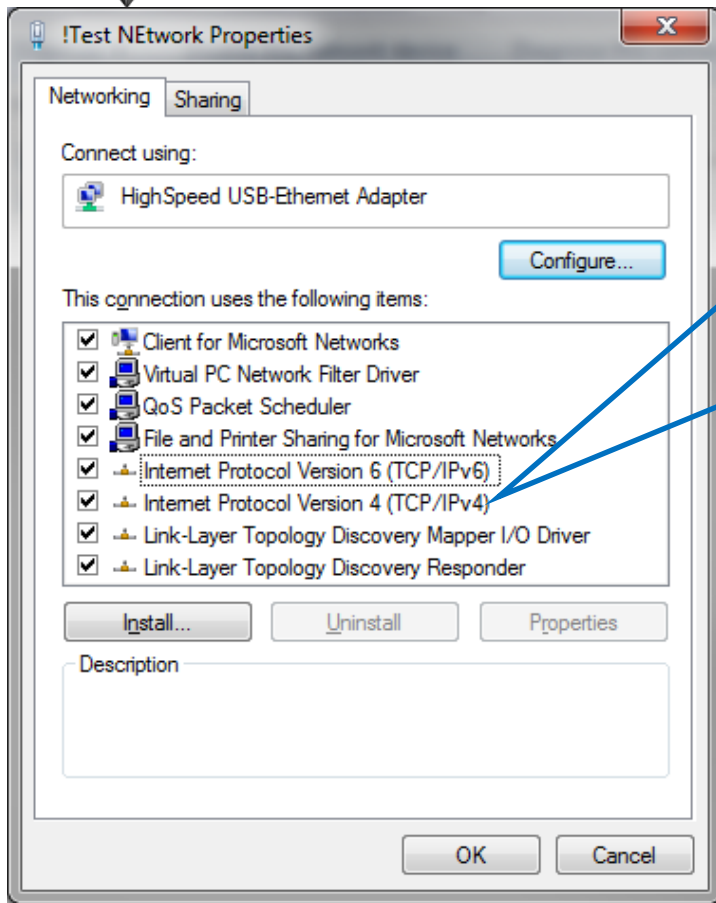 !Test NEtwork Properties
Networking Sharing
Connect using:
HighSpeed USB-Ethernet Adapter
Configure...
This connection uses the following items:
Client for Microsoft Networks
Virtual PC Network Filter Driver
QoS Packet Scheduler
File and Printer Sharing for Microsoft Networks
Internet Protocol Version 6 (TCP/IPv6)
Internet Protocol Version 4 (TCP/IPv4)
Link-Layer Topology Discovery Mapper I/O Driver
Link-Layer Topology Discovery Responder
Install... Uninstall Properties
Description
OK Cancel